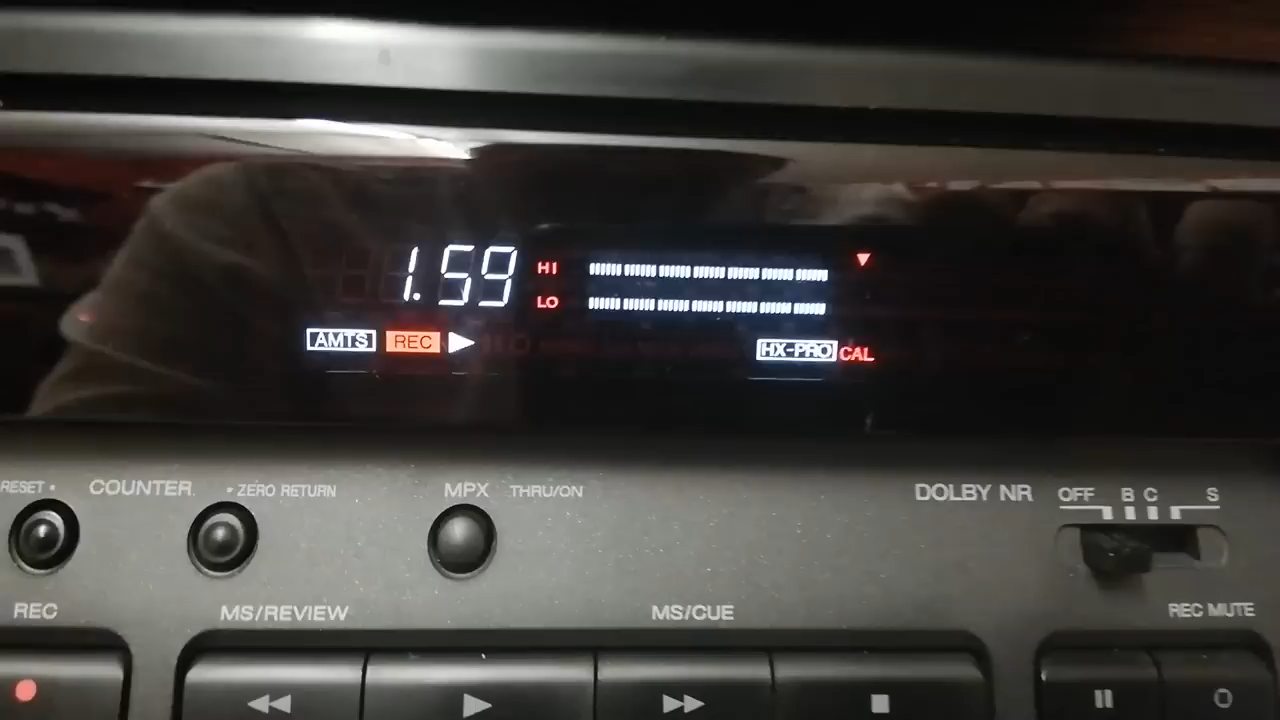 1.59 HI
LO
AMTS REC HX-PRO CAL
RESET COUNTER ZERO RETURN MPX THRU/ON DOLBY NR OFF B C S
REC MS/REVIEW MS/CUE REC MUTE